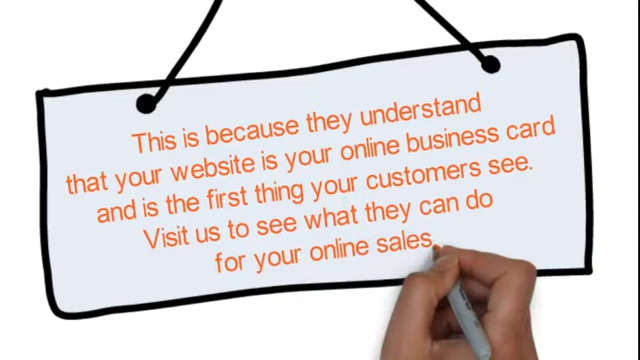 This is because they understand
that your website is your online business card
and is the first thing your customers see.
Visit us to see what they can do
for your online sales.